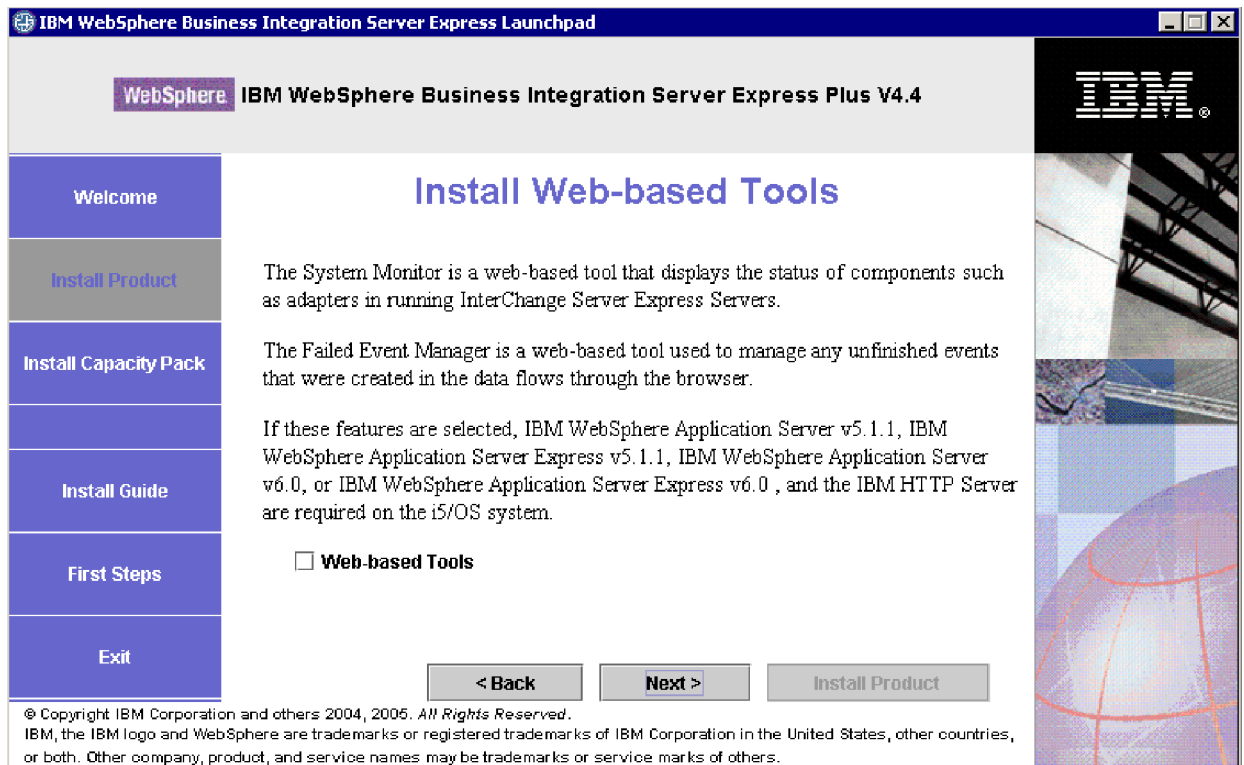 IBM WebSphere Business Integration Server Express Launchpad
WebSphere IBM WebSphere Business Integration Server Express Plus V4.4
IBM®
Welcome
Install Product
Install Capacity Pack
Install Guide
First Steps
Exit
Install Web-based Tools
The System Monitor is a web-based tool that displays the status of components such
as adapters in running InterChange Server Express Servers.
The Failed Event Manager is a web-based tool used to manage any unfinished events
that were created in the data flows through the browser.
If these features are selected, IBM WebSphere Application Server v5.1.1, IBM
WebSphere Application Server Express v5.1.1, IBM WebSphere Application Server
v6.0, or IBM WebSphere Application Server Express v6.0 , and the IBM HTTP Server
are required on the i5/OS system.
Web-based Tools
< Back
Next >
Install Product
© Copyright IBM Corporation and others 2004, 2005. All Rights Reserved.
IBM, the IBM logo and WebSphere are trademarks or registered trademarks of IBM Corporation in the United States, other countries,
or both. Other company, product, and service names may be trademarks or service marks of others.